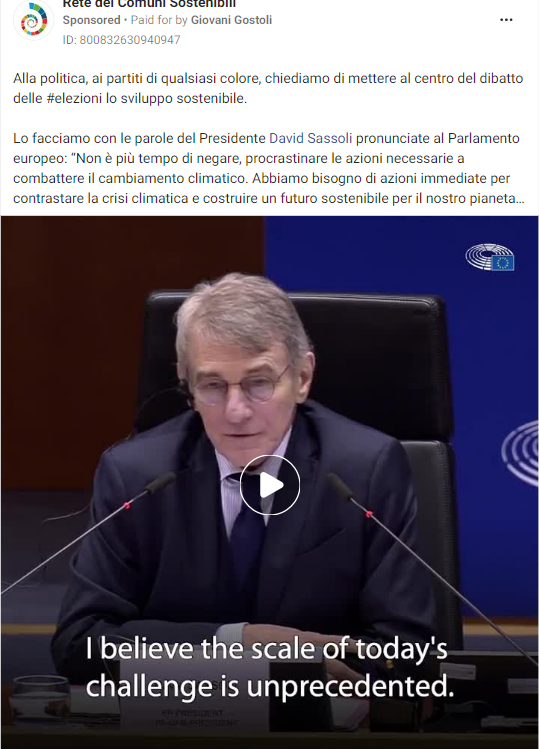 Rete dei Comuni Sostenibili
Sponsored • Paid for by Giovani Gostoli
ID: 800832630940947
Alla politica, ai partiti di qualsiasi colore, chiediamo di mettere al centro del dibatto
delle #elezioni lo sviluppo sostenibile.
Lo facciamo con le parole del Presidente David Sassoli pronunciate al Parlamento
europeo: “Non è più tempo di negare, procrastinare le azioni necessarie a
combattere il cambiamento climatico. Abbiamo bisogno di azioni immediate per
contrastare la crisi climatica e costruire un futuro sostenibile per il nostro pianeta...
I believe the scale of today's
challenge is unprecedented.
EP PRESIDENT